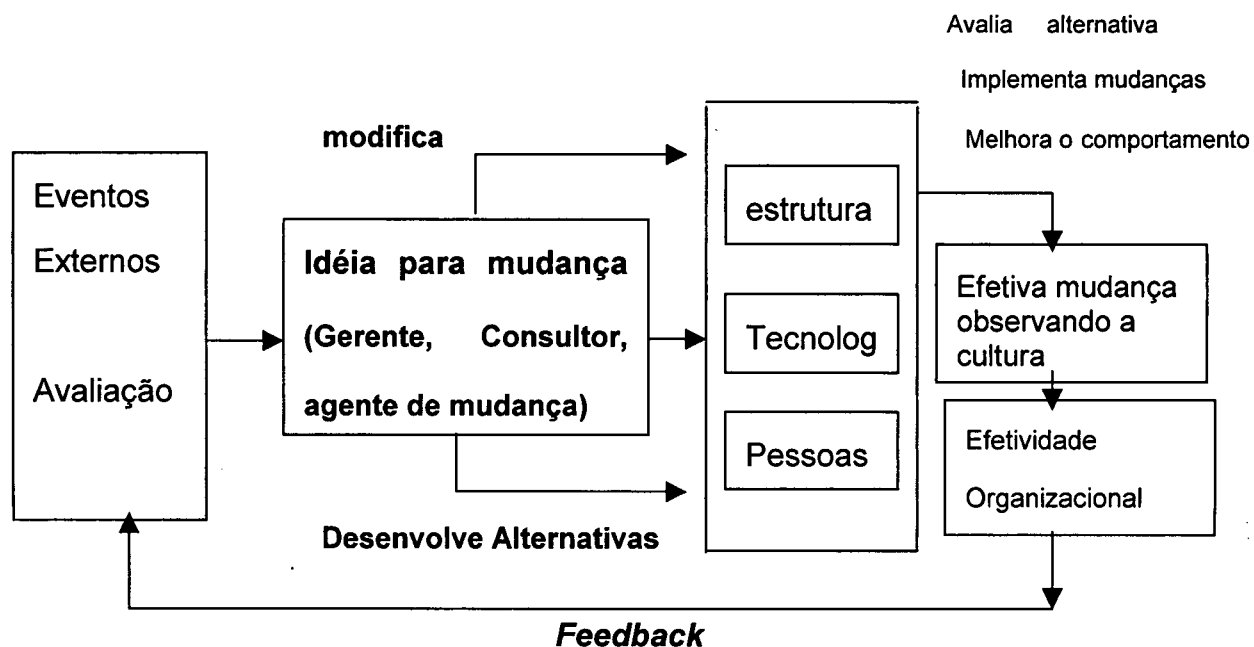 Avalia alternativa
Implementa mudanças
Melhora o comportamento
modifica
Eventos
Externos
Avaliação
Idéia para mudança
(Gerente, Consultor,
agente de mudança)
Desenvolve Alternativas
estrutura
Tecnolog
Pessoas
Efetiva mudança
observando a
cultura
Efetividade
Organizacional
Feedback